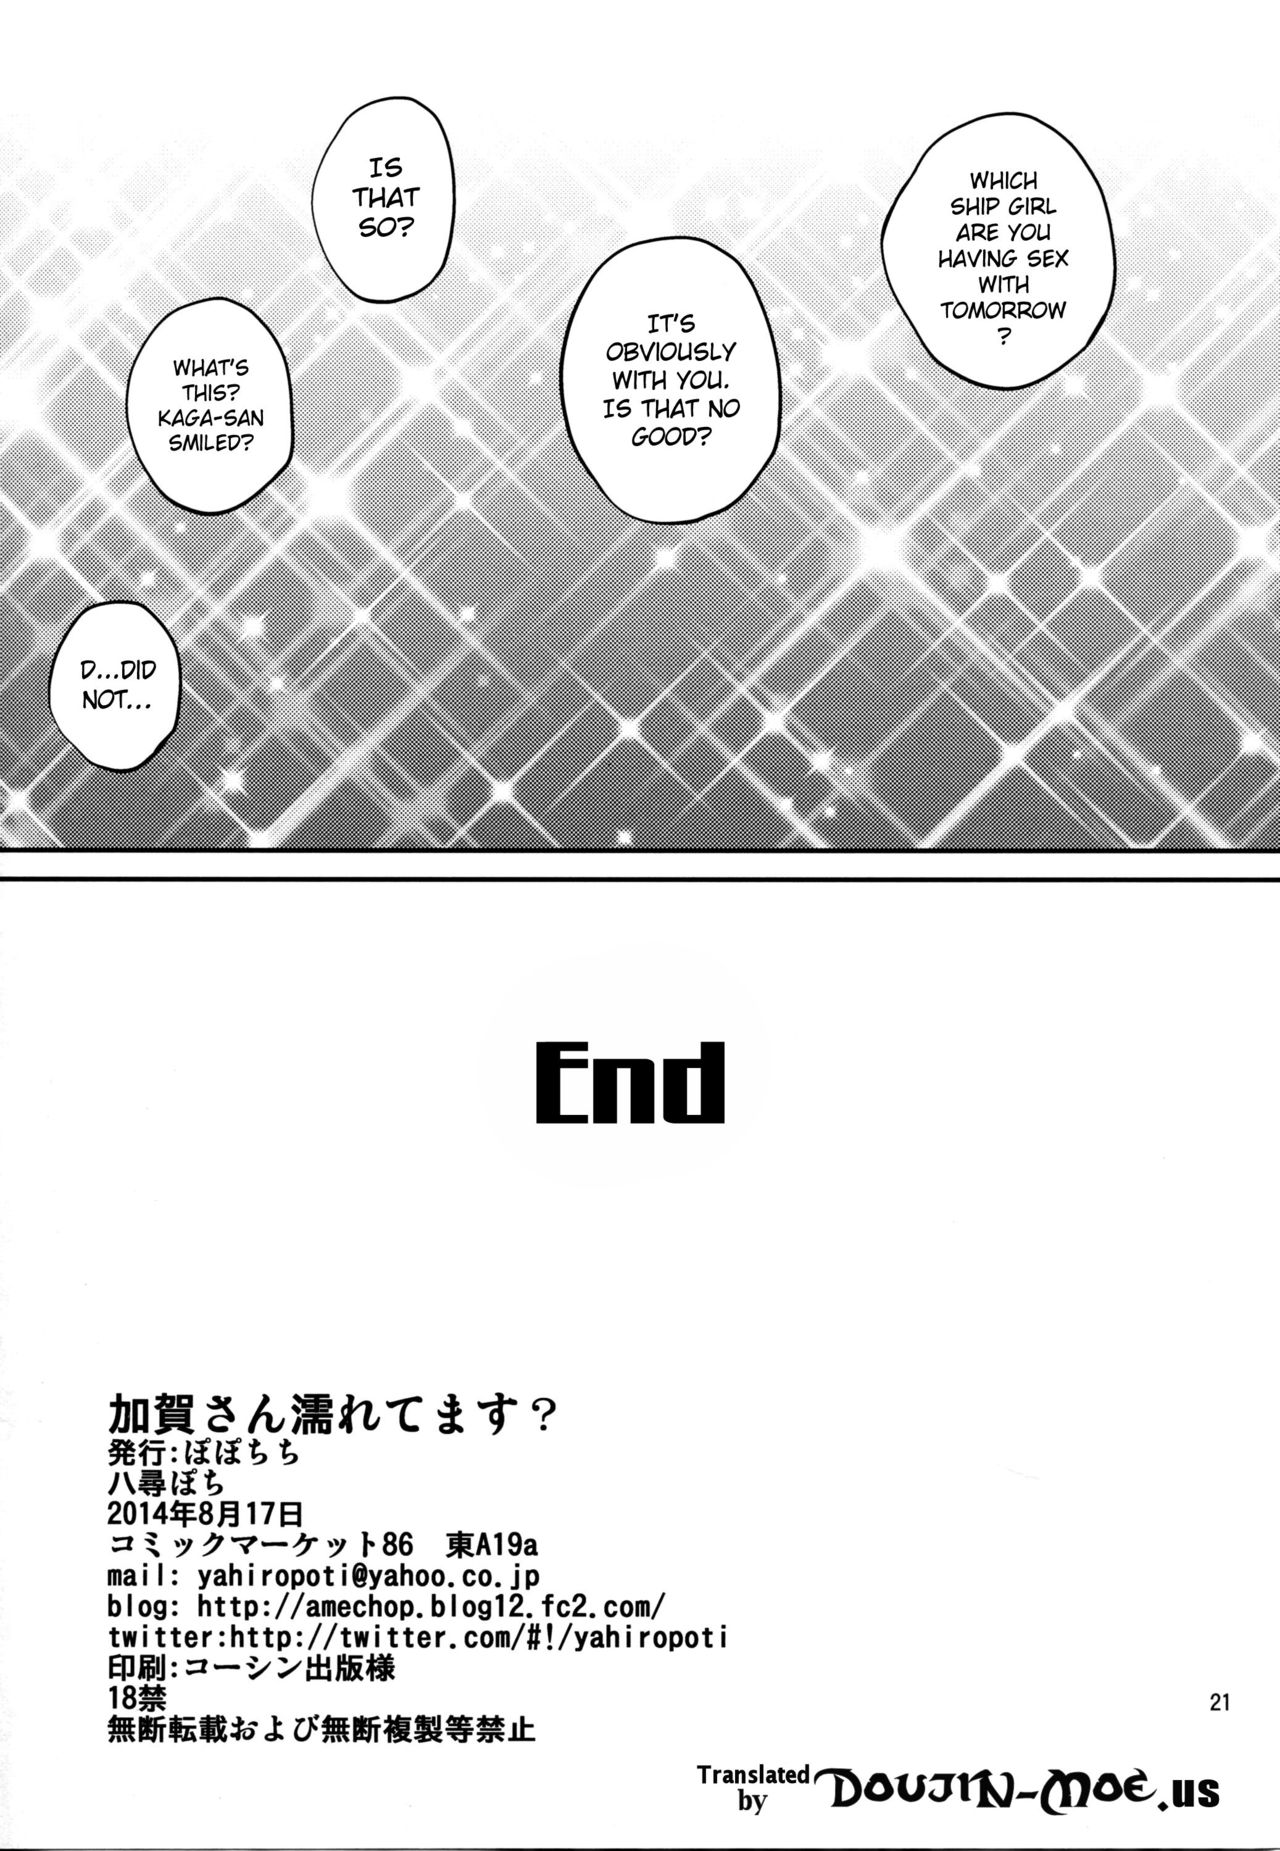 WHICH
SHIP GIRL
ARE YOU
HAVING SEX
WITH
TOMORROW
?
IT'S
OBVIOUSLY
WITH YOU.
IS THAT NO
GOOD?
IS
THAT
SO?
WHAT'S
THIS?
KAGA-SAN
SMILED?
D...DID
NOT...
End
加賀さん濡れてます？
発行:ぽぽちち
八尋ぽち
2014年8月17日
コミックマーケット86　東A19a
mail: yahiropoti@yahoo.co.jp
blog: http://amechop.blog12.fc2.com/
twitter:http://twitter.com/#!/yahiropoti
印刷:コーシン出版様
18禁
無断転載および無断複製等禁止
21
Translated
by
DOUJIN-MOE.us